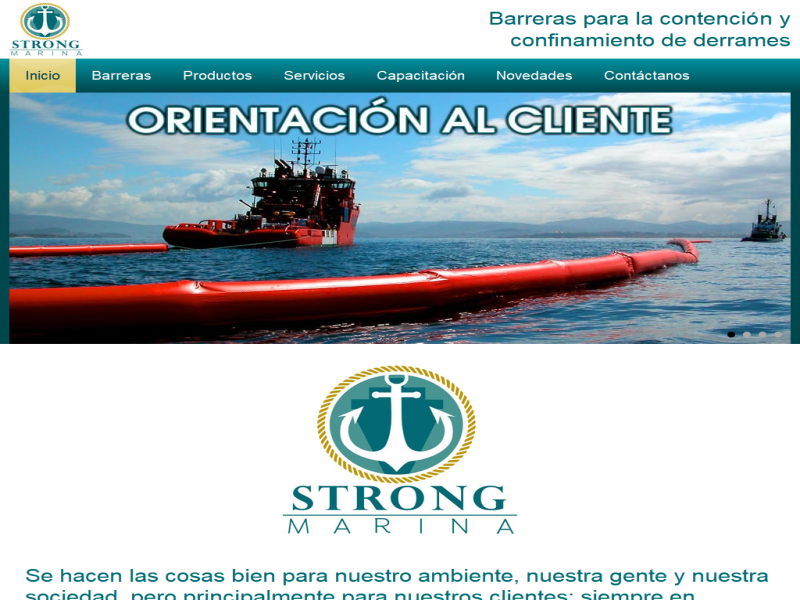 STRONG
MARINA
Barreras para la contención y
confinamiento de derrames
Inicio Barreras Productos Servicios Capacitación Novedades Contáctanos
ORIENTACIÓN AL CLIENTE
STRONG
MARINA
Se hacen las cosas bien para nuestro ambiente, nuestra gente y nuestra
sociedad, pero principalmente para nuestros clientes; siempre en